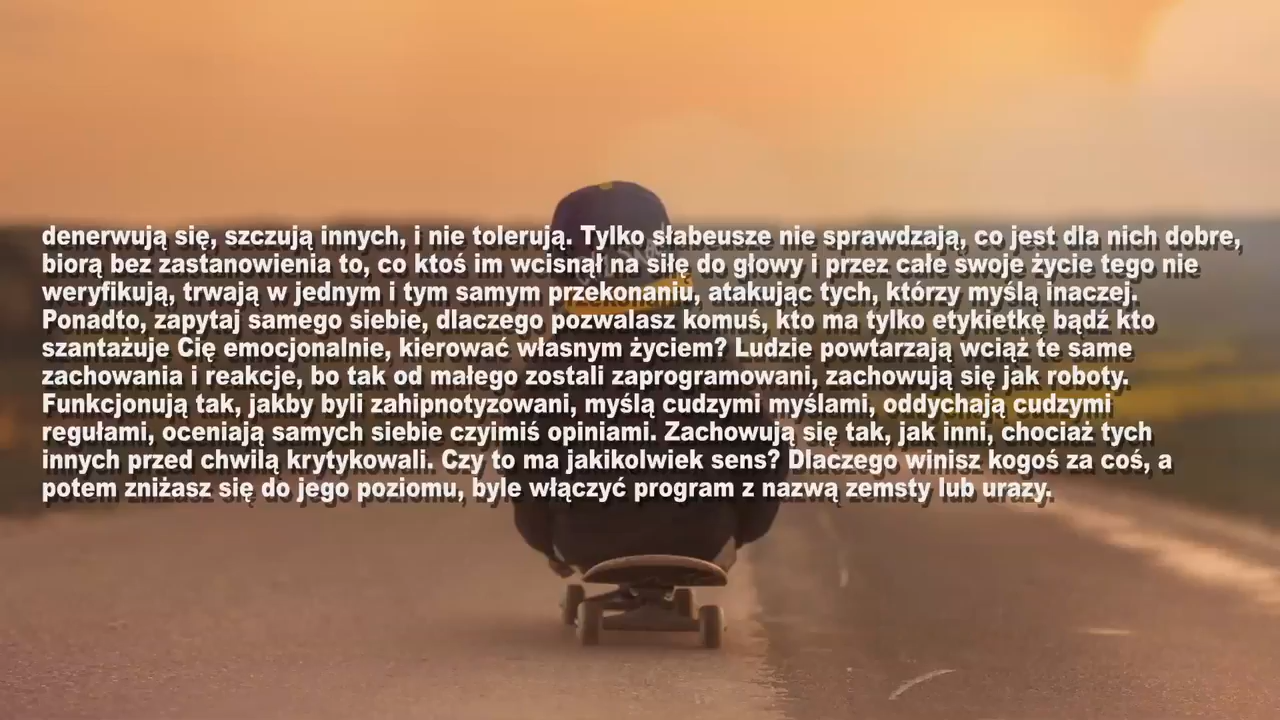 denerwują się, szczują innych, i nie tolerują. Tylko słabeusze nie sprawdzają, co jest dla nich dobre,
biorą bez zastanowienia to, co ktoś im wcisnął na siłę do głowy i przez całe swoje życie tego nie
weryfikują, trwają w jednym i tym samym przekonaniu, atakując tych, którzy myślą inaczej.
Ponadto, zapytaj samego siebie, dlaczego pozwalasz komuś, kto ma tylko etykietkę bądź kto
szantażuje Cię emocjonalnie, kierować własnym życiem? Ludzie powtarzają wciąż te same
zachowania i reakcje, bo tak od małego zostali zaprogramowani, zachowują się jak roboty.
Funkcjonują tak, jakby byli zahipnotyzowani, myślą cudzymi myślami, oddychają cudzymi
regułami, oceniają samych siebie czyimiś opiniami. Zachowują się tak, jak inni, chociaż tych
innych przed chwilą krytykowali. Czy to ma jakikolwiek sens? Dlaczego winisz kogoś za coś, a
potem zniżasz się do jego poziomu, byle włączyć program z nazwą zemsty lub urazy.